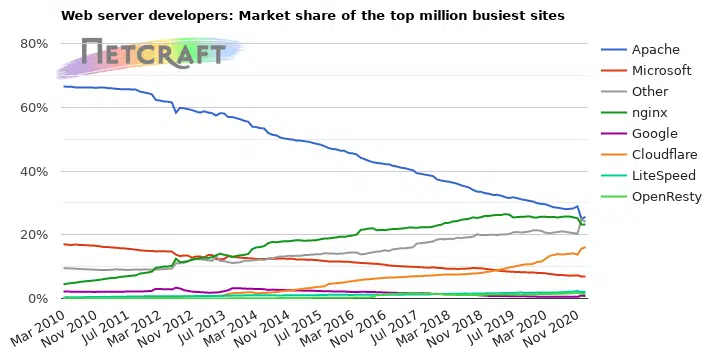 Web server developers: Market share of the top million busiest sites
NETCRAFT
80%
60%
40%
20%
0%
Mar 2010
Nov 2010
Jul 2011
Mar 2012
Nov 2012
Jul 2013
Mar 2014
Nov 2014
Jul 2015
Mar 2016
Nov 2016
Jul 2017
Mar 2018
Nov 2018
Jul 2019
Mar 2020
Nov 2020
Apache
Microsoft
Other
nginx
Google
Cloudflare
LiteSpeed
OpenResty